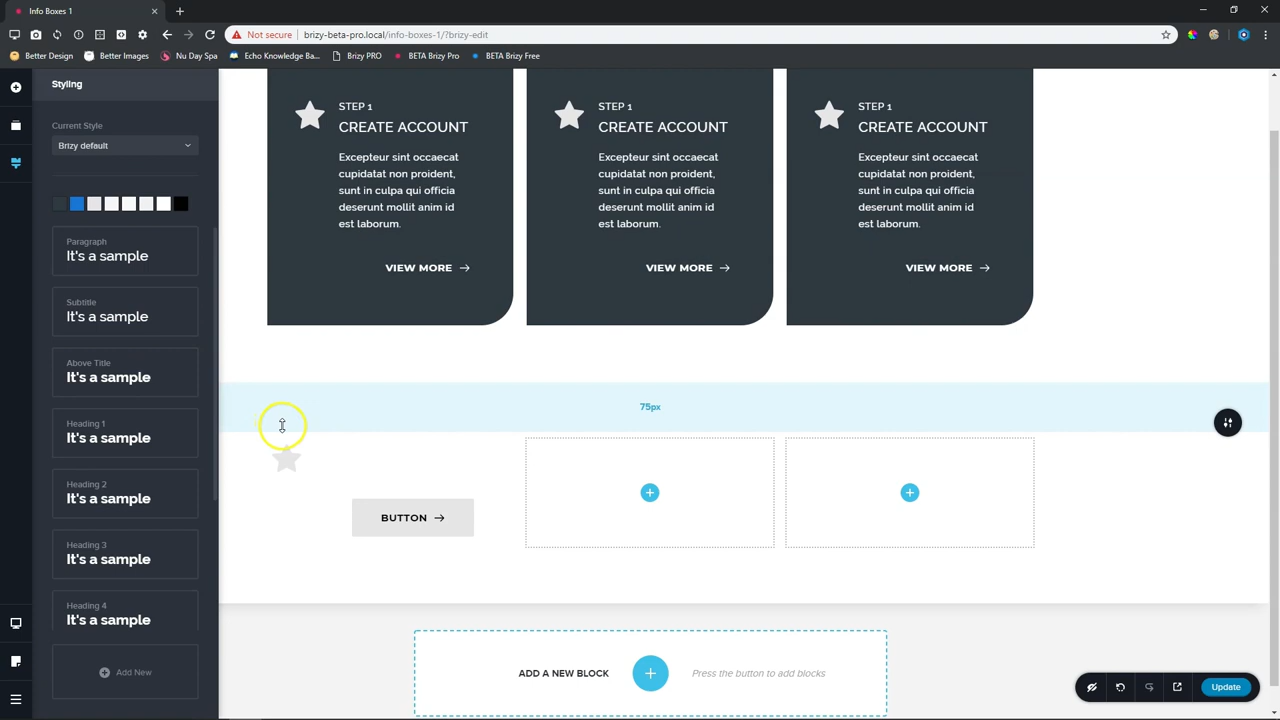 Info Boxes 1
Not secure
brizy-beta-pro.local/info-boxes-1/?brizy-edit
Better Design
Better Images
Nu Day Spa
Echo Knowledge Ba...
Brizy PRO
BETA Brizy Pro
BETA Brizy Free
Styling
Current Style
Brizy default
Paragraph
It's a sample
Subtitle
It's a sample
Above Title
It's a sample
Heading 1
It's a sample
Heading 2
It's a sample
Heading 3
It's a sample
Heading 4
It's a sample
Add New
STEP 1
CREATE ACCOUNT
Excepteur sint occaecat
cupidatat non proident,
sunt in culpa qui officia
deserunt mollit anim id
est laborum.
VIEW MORE
STEP 1
CREATE ACCOUNT
Excepteur sint occaecat
cupidatat non proident,
sunt in culpa qui officia
deserunt mollit anim id
est laborum.
VIEW MORE
STEP 1
CREATE ACCOUNT
Excepteur sint occaecat
cupidatat non proident,
sunt in culpa qui officia
deserunt mollit anim id
est laborum.
VIEW MORE
75px
BUTTON
ADD A NEW BLOCK
Press the button to add blocks
Update